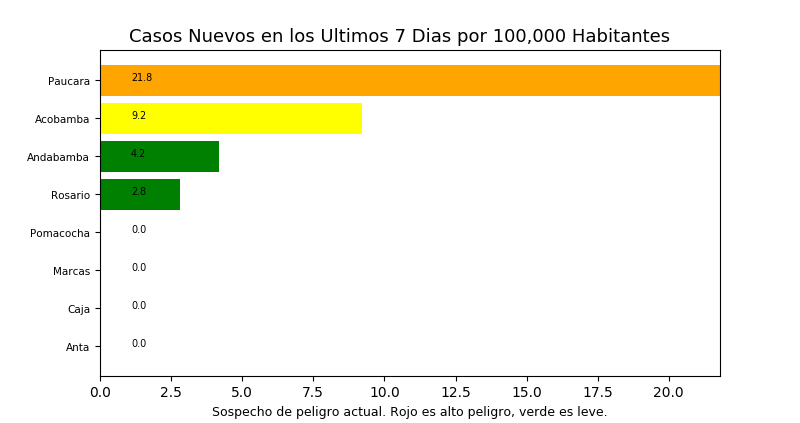 Casos Nuevos en los Ultimos 7 Dias por 100,000 Habitantes
Paucara 21.8
Acobamba 9.2
Andabamba 4.2
Rosario 2.8
Pomacocha 0.0
Marcas 0.0
Caja 0.0
Anta 0.0
0.0 2.5 5.0 7.5 10.0 12.5 15.0 17.5 20.0
Sospecho de peligro actual. Rojo es alto peligro, verde es leve.